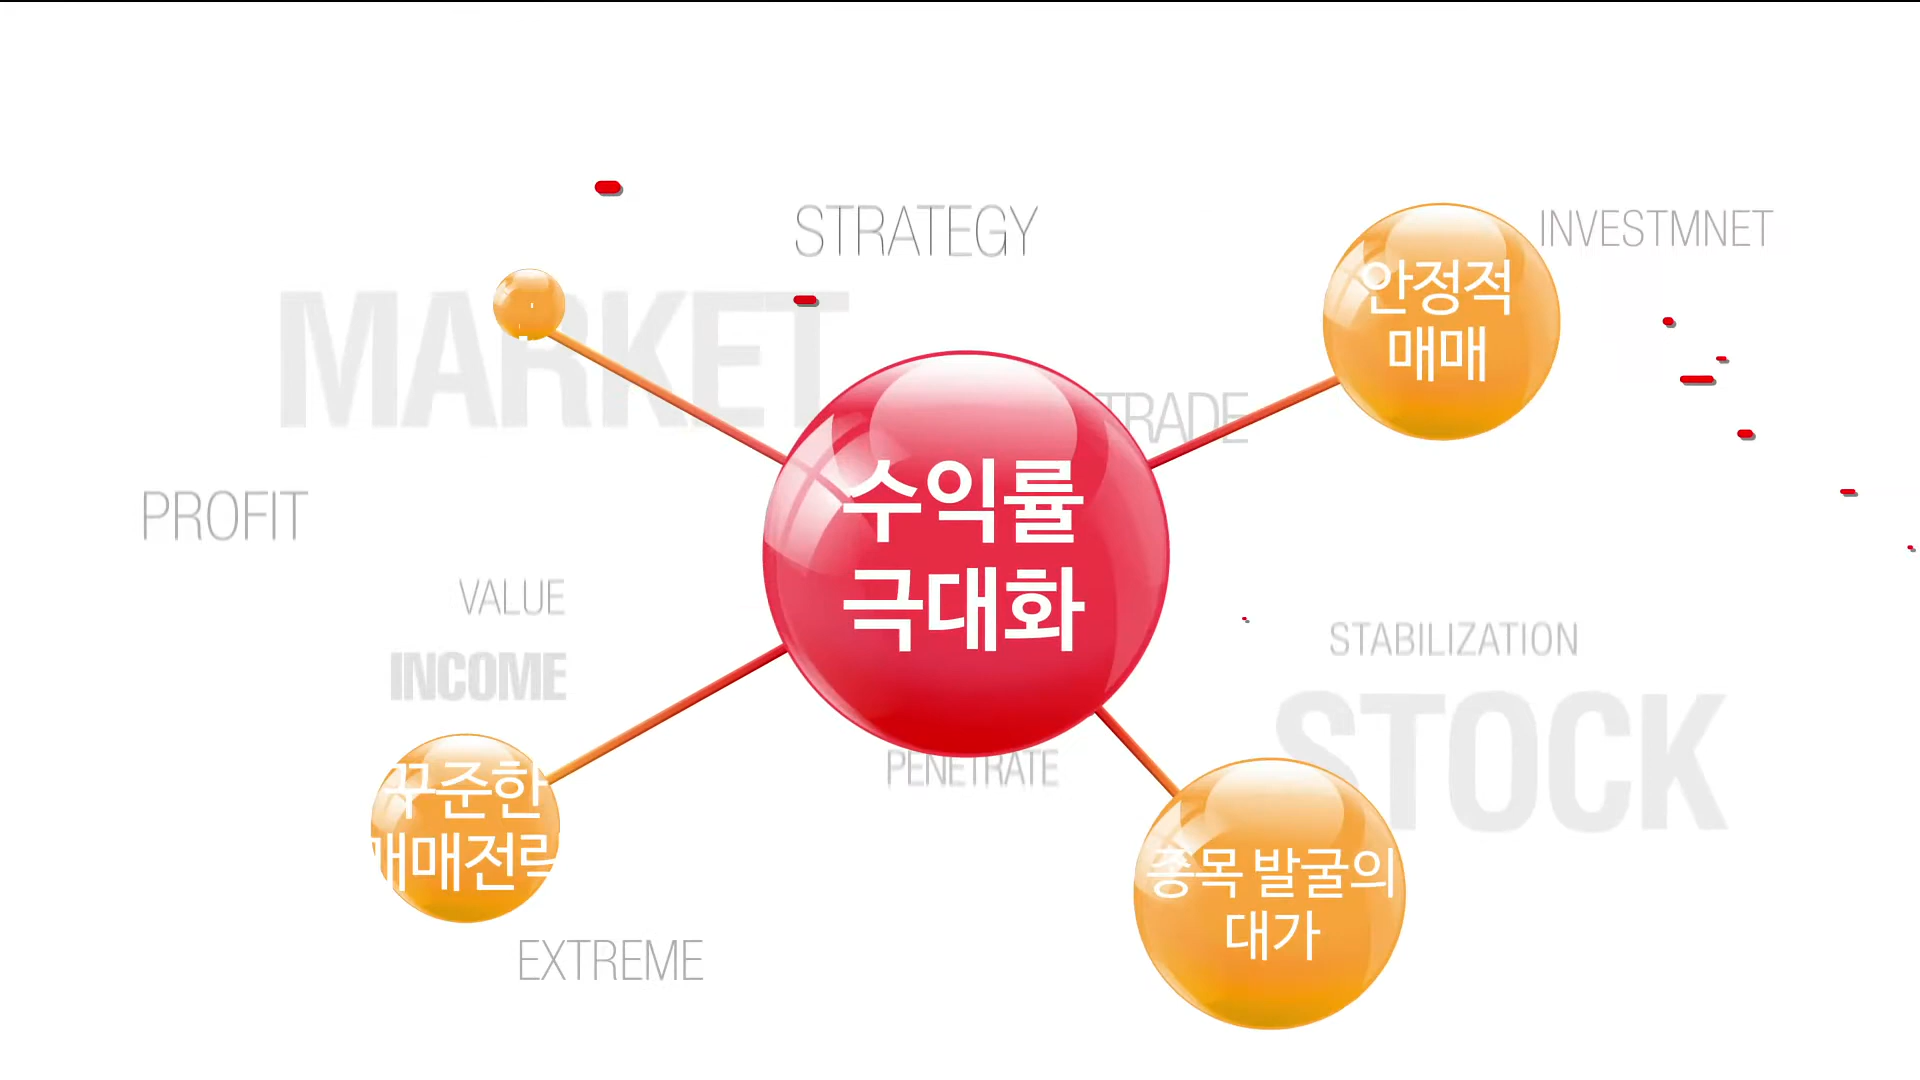 STRATEGY
INVESTMNET
안정적
매매
MARKET
TRADE
수익률
극대화
PROFIT
VALUE
INCOME
STABILIZATION
STOCK
PENETRATE
꾸준한
매매전략
종목 발굴의
대가
EXTREME